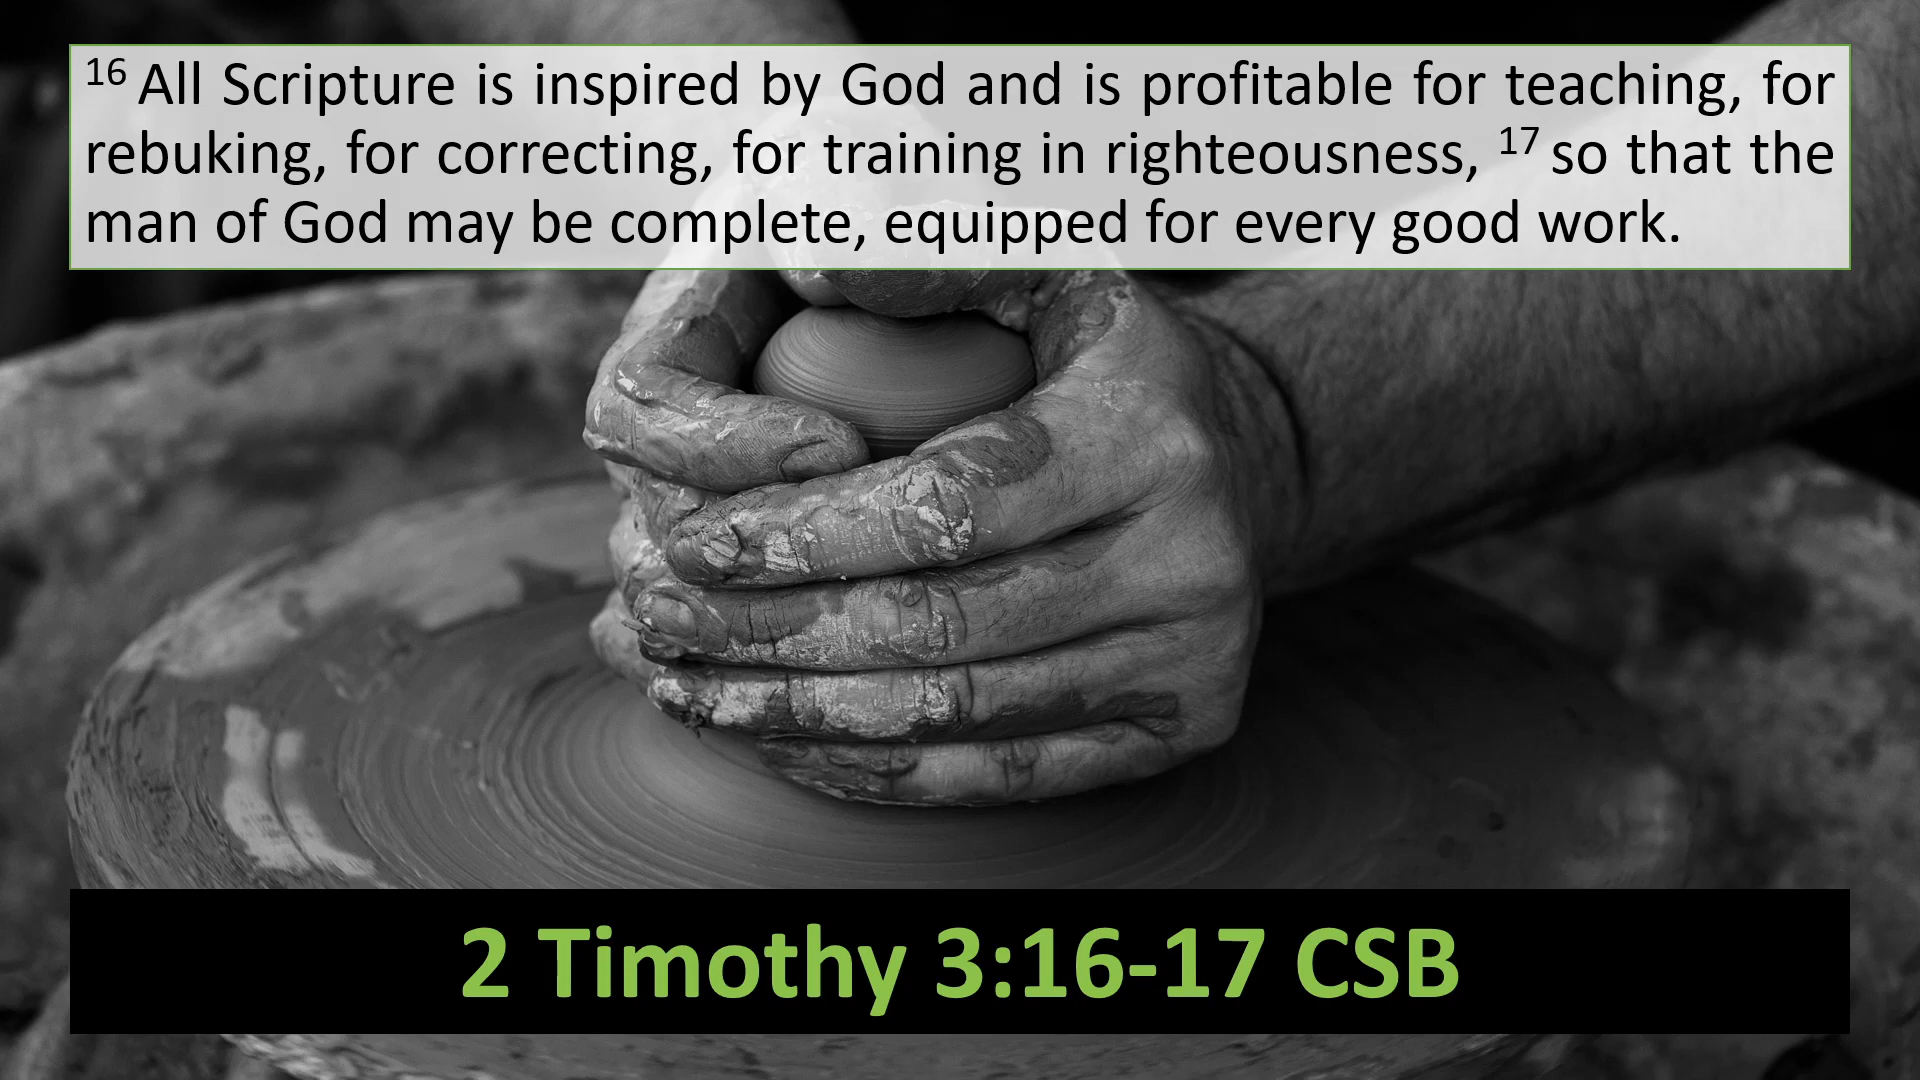 16 All Scripture is inspired by God and is profitable for teaching, for
rebuking, for correcting, for training in righteousness, 17 so that the
man of God may be complete, equipped for every good work.
2 Timothy 3:16-17 CSB